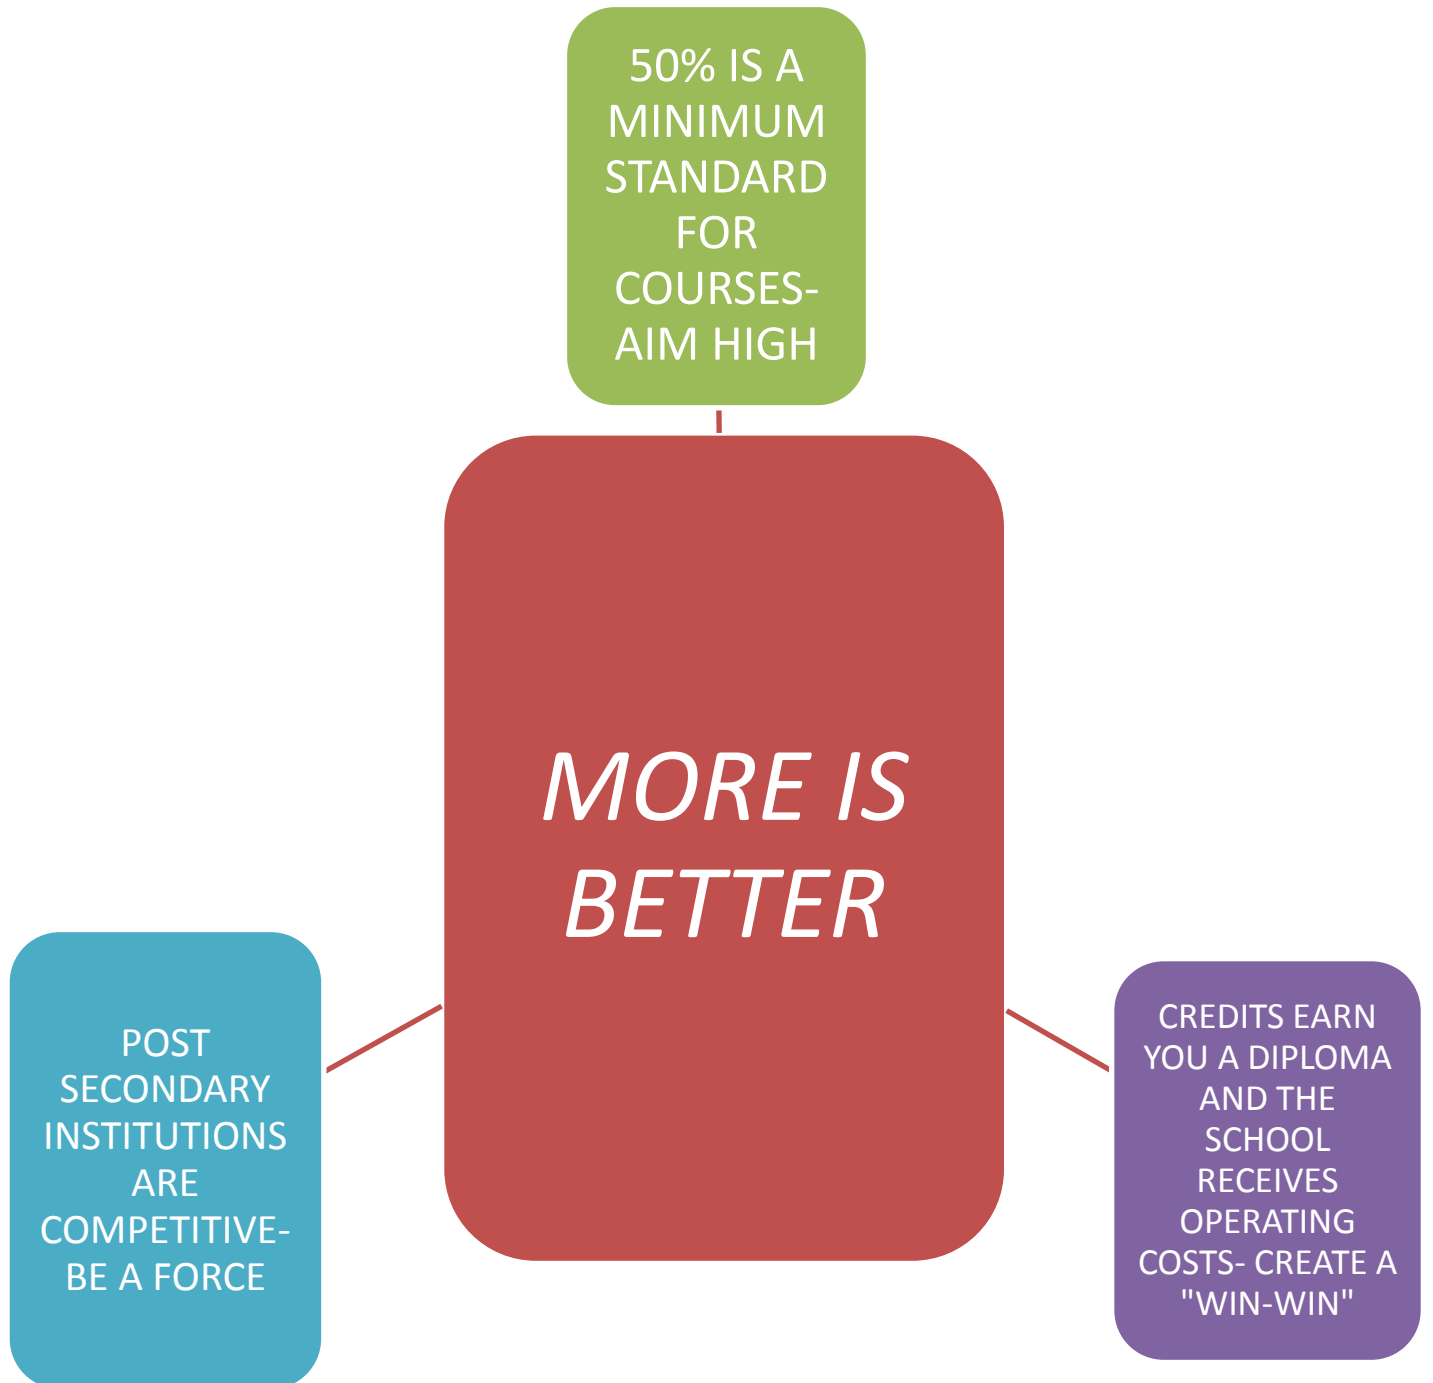 50% IS A
MINIMUM
STANDARD
FOR
COURSES-
AIM HIGH
MORE IS
BETTER
POST
SECONDARY
INSTITUTIONS
ARE
COMPETITIVE-
BE A FORCE
CREDITS EARN
YOU A DIPLOMA
AND THE
SCHOOL
RECEIVES
OPERATING
COSTS- CREATE A
"WIN-WIN"